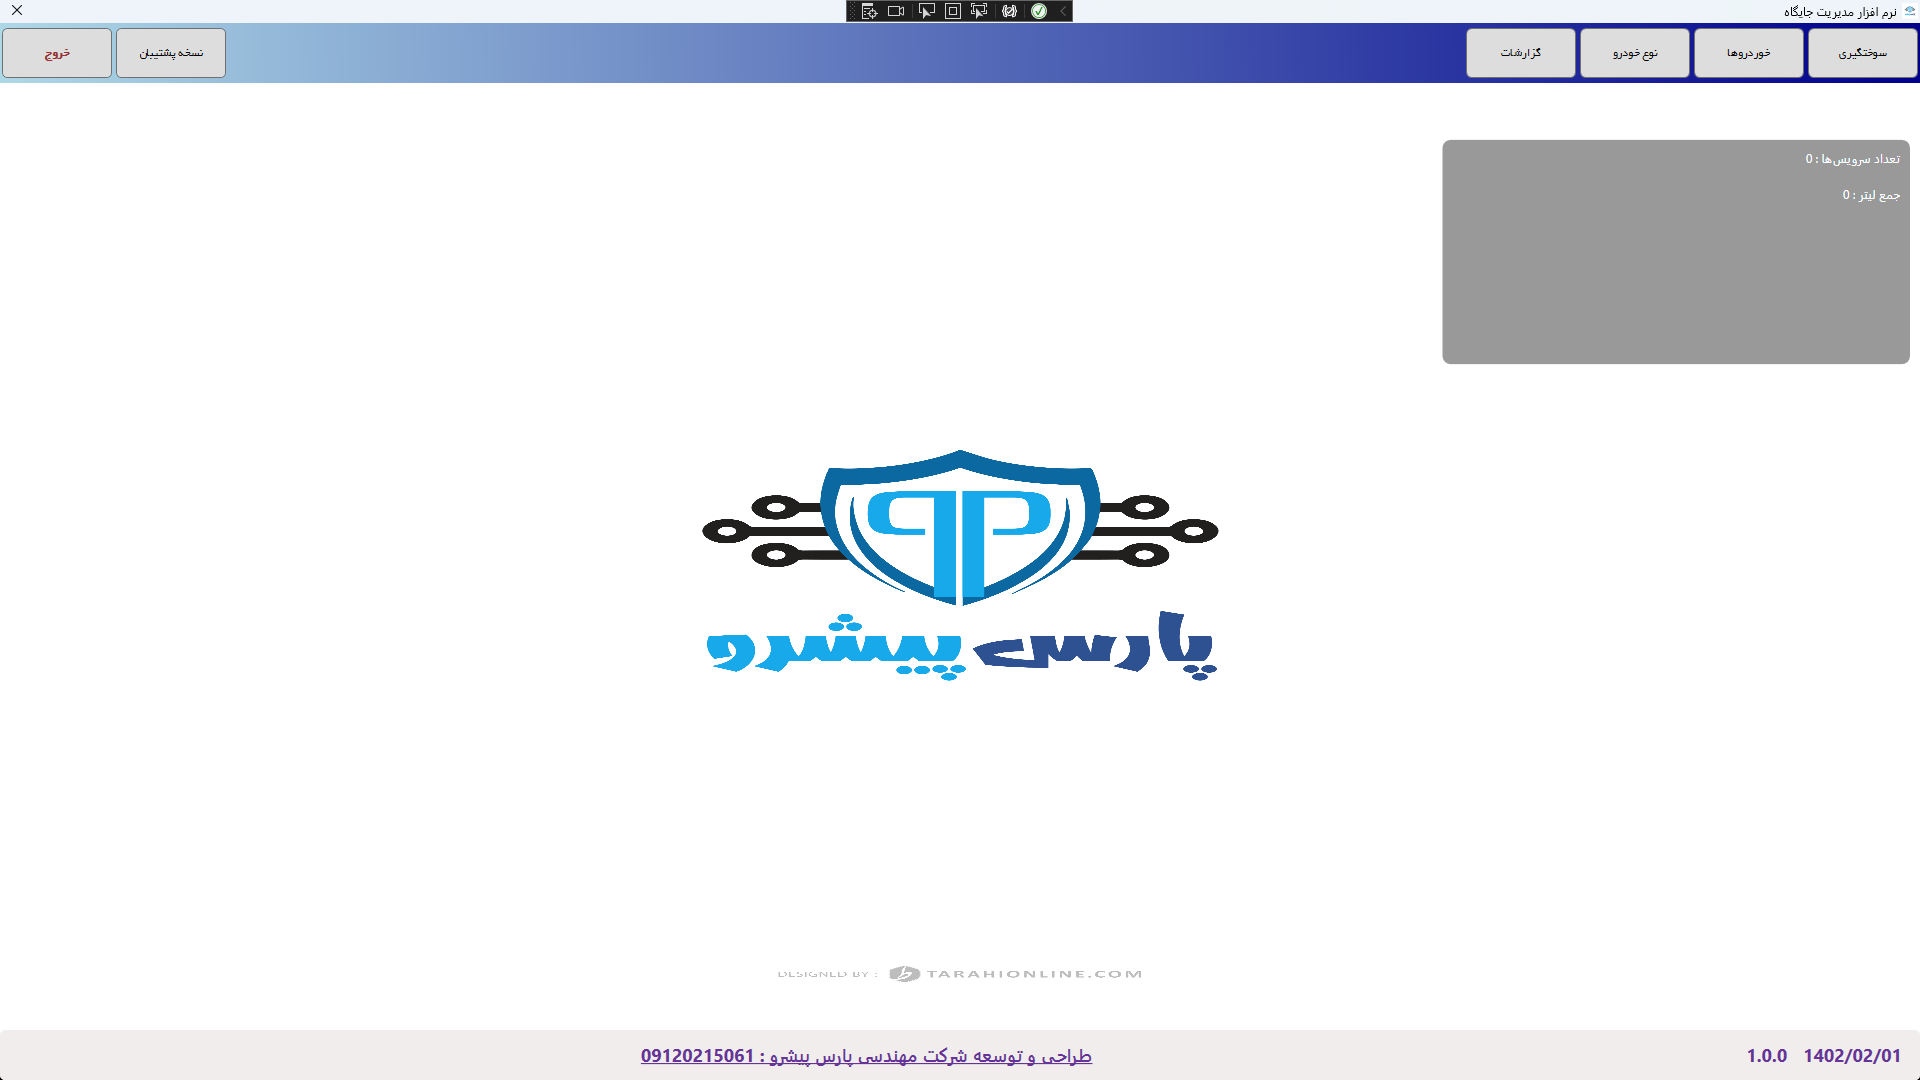 نرم افزار مدیریت جایگاه
سوختگیری
خوردروها
نوع خودرو
گزارشات
نسخه پشتیبان
خروج
تعداد سرویس‌ها : 0
جمع لیتر : 0
پارس پیشرو
DESIGNED BY : TARAHIONLINE.COM
1402/02/01 1.0.0
طراحی و توسعه شرکت مهندسی پارس پیشرو : 09120215061